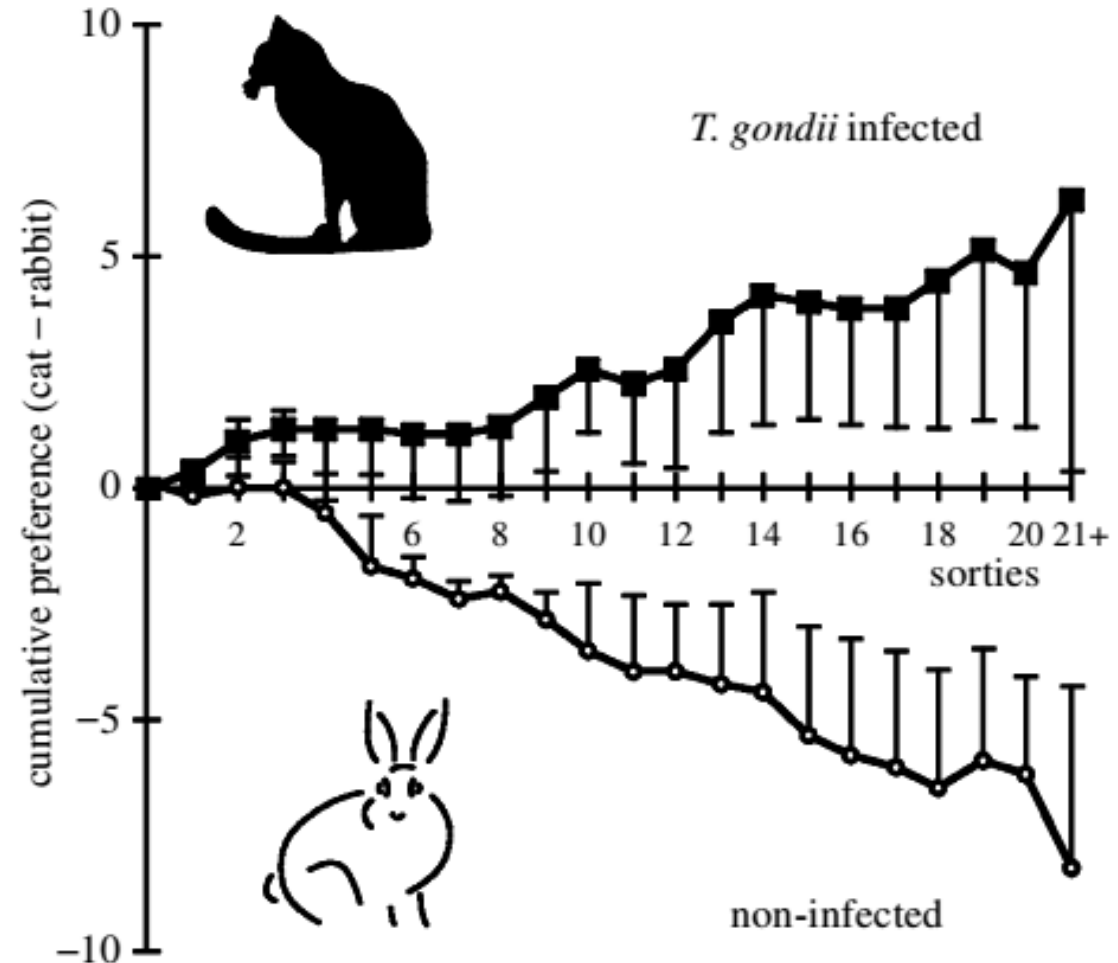 10
T. gondii infected
5
cumulative preference (cat – rabbit)
0
2 6 8 10 12 14 16 18 20 21+
sorties
−5
non-infected
−10